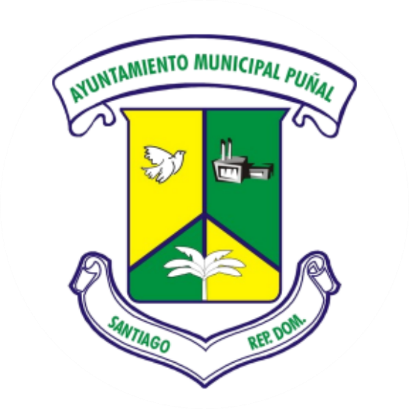 AYUNTAMIENTO MUNICIPAL PUÑAL
SANTIAGO REP. DOM.